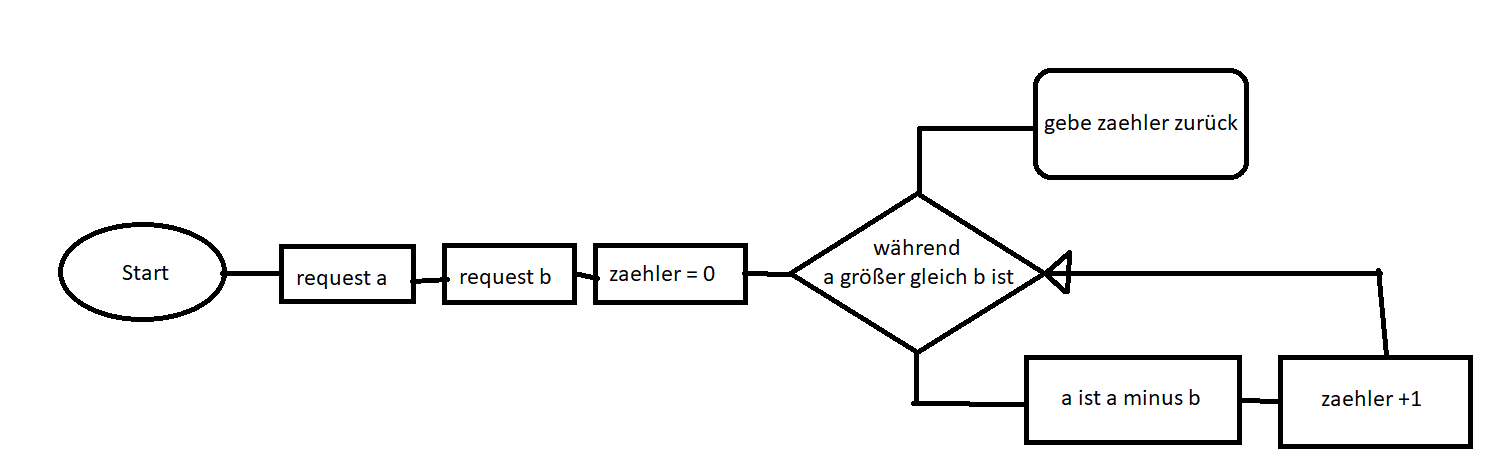 Start
request a
request b
zaehler = 0
während
a größer gleich b ist
gebe zaehler zurück
a ist a minus b
zaehler +1